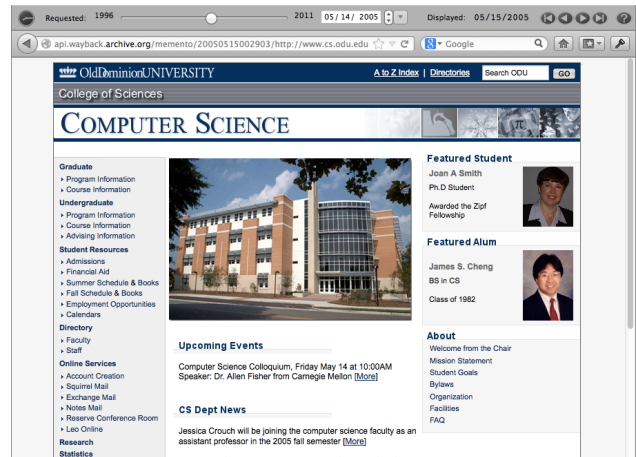 Requested: 1996 2011 05 / 14 / 2005 Displayed: 05/15/2005
api.wayback.archive.org/memento/20050515002903/http://www.cs.odu.edu Google
OldDominionUNIVERSITY A to Z Index | Directories Search ODU GO
College of Sciences
COMPUTER SCIENCE
π
Graduate
Program Information
Course Information
Undergraduate
Program Information
Course Information
Advising Information
Student Resources
Admissions
Financial Aid
Summer Schedule & Books
Fall Schedule & Books
Employment Opportunities
Calendars
Directory
Faculty
Staff
Online Services
Account Creation
Squirrel Mail
Exchange Mail
Notes Mail
Reserve Conference Room
Leo Online
Research
Statistics
Upcoming Events
Computer Science Colloquium, Friday May 14 at 10:00AM
Speaker: Dr. Allen Fisher from Carnegie Mellon [More]
CS Dept News
Jessica Crouch will be joining the computer science faculty as an
assistant professor in the 2005 fall semester [More]
Featured Student
Joan A Smith
Ph.D Student
Awarded the Zipf
Fellowship
Featured Alum
James S. Cheng
BS in CS
Class of 1982
About
Welcome from the Chair
Mission Statement
Student Goals
Bylaws
Organization
Facilities
FAQ